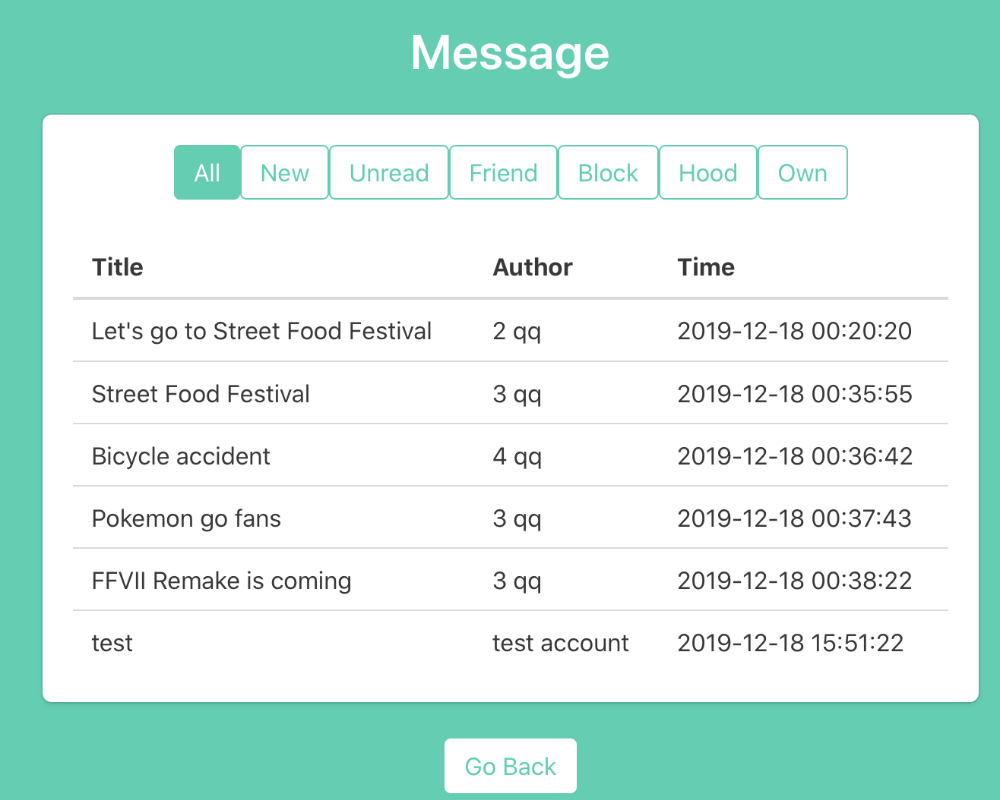 Message
All New Unread Friend Block Hood Own
Title Author Time
Let's go to Street Food Festival 2 qq 2019-12-18 00:20:20
Street Food Festival 3 qq 2019-12-18 00:35:55
Bicycle accident 4 qq 2019-12-18 00:36:42
Pokemon go fans 3 qq 2019-12-18 00:37:43
FFVII Remake is coming 3 qq 2019-12-18 00:38:22
test test account 2019-12-18 15:51:22
Go Back